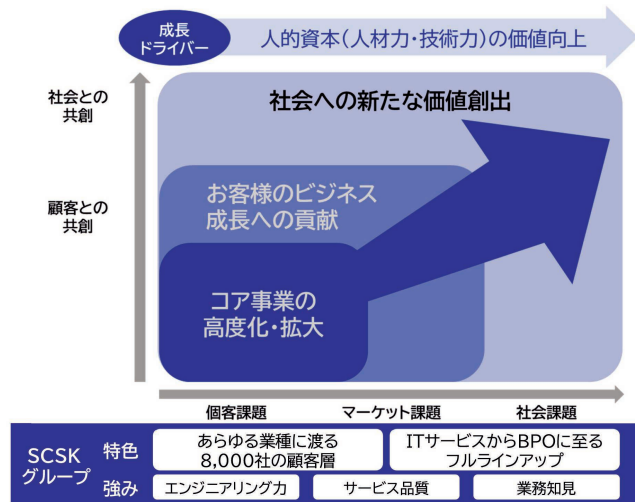 成長
ドライバー
人的資本(人材力・技術力)の価値向上
社会との
共創
社会への新たな価値創出
顧客との
共創
お客様のビジネス
成長への貢献
コア事業の
高度化・拡大
個客課題
マーケット課題
社会課題
SCSK
グループ
特色
あらゆる業種に渡る
8,000社の顧客層
ITサービスからBPOに至る
フルラインアップ
強み
エンジニアリング力
サービス品質
業務知見